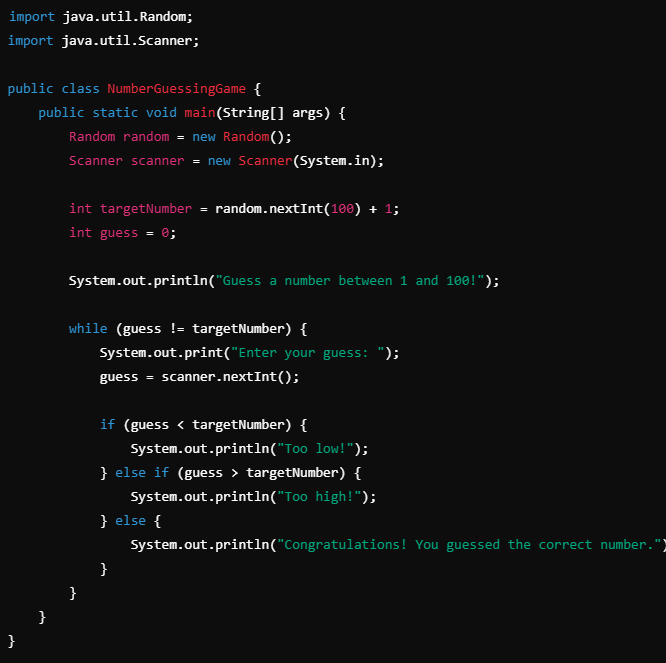 import java.util.Random;
import java.util.Scanner;

public class NumberGuessingGame {
    public static void main(String[] args) {
        Random random = new Random();
        Scanner scanner = new Scanner(System.in);

        int targetNumber = random.nextInt(100) + 1;
        int guess = 0;

        System.out.println("Guess a number between 1 and 100!");

        while (guess != targetNumber) {
            System.out.print("Enter your guess: ");
            guess = scanner.nextInt();

            if (guess < targetNumber) {
                System.out.println("Too low!");
            } else if (guess > targetNumber) {
                System.out.println("Too high!");
            } else {
                System.out.println("Congratulations! You guessed the correct number.")
            }
        }
    }
}